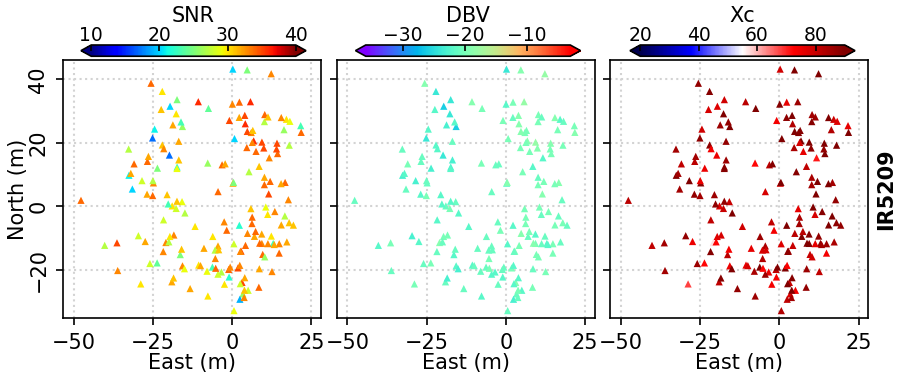 SNR DBV Xc
10 20 30 40 −30 −20 −10 20 40 60 80
40
20
0
−20
North (m)
IR5209
−50 −25 0 25 −50 −25 0 25 −50 −25 0 25
East (m) East (m) East (m)